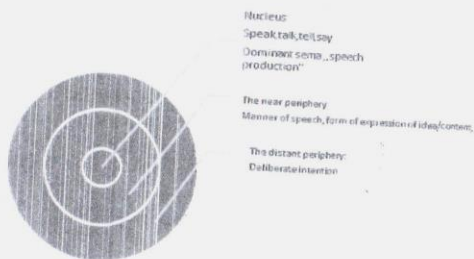 Nucleus
Speak,talk,tell,say
Dominant sema „speech
production"
The near periphery
Manner of speech, form of expression of idea/content,
The distant periphery:
Deliberate intention